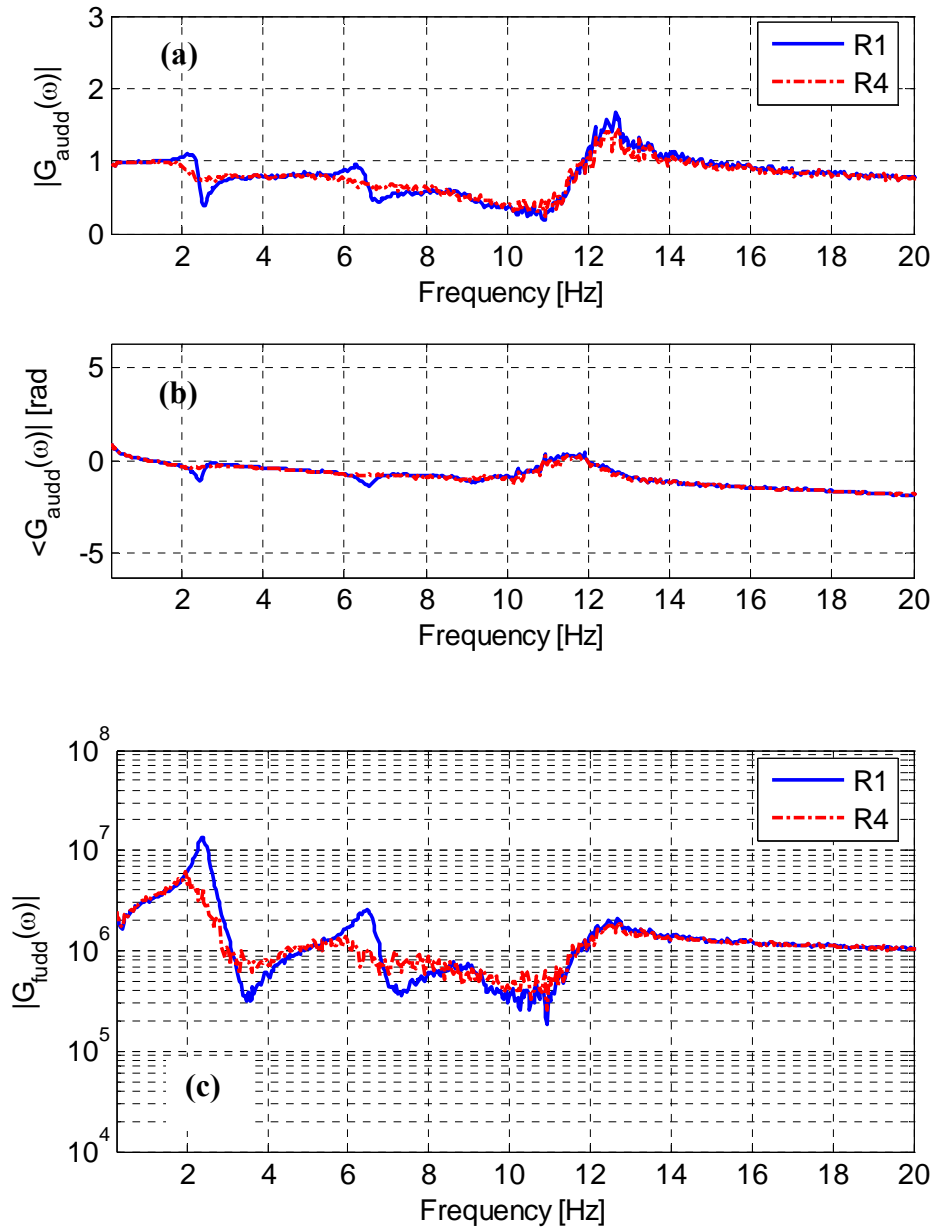 3
(a)
R1
R4
2
1
0
|G_audd(ω)|
2 4 6 8 10 12 14 16 18 20
Frequency [Hz]
5
(b)
0
-5
<G_audd(ω)| [rad
2 4 6 8 10 12 14 16 18 20
Frequency [Hz]
10^8
R1
R4
10^7
10^6
10^5
(c)
10^4
|G_fudd(ω)|
2 4 6 8 10 12 14 16 18 20
Frequency [Hz]